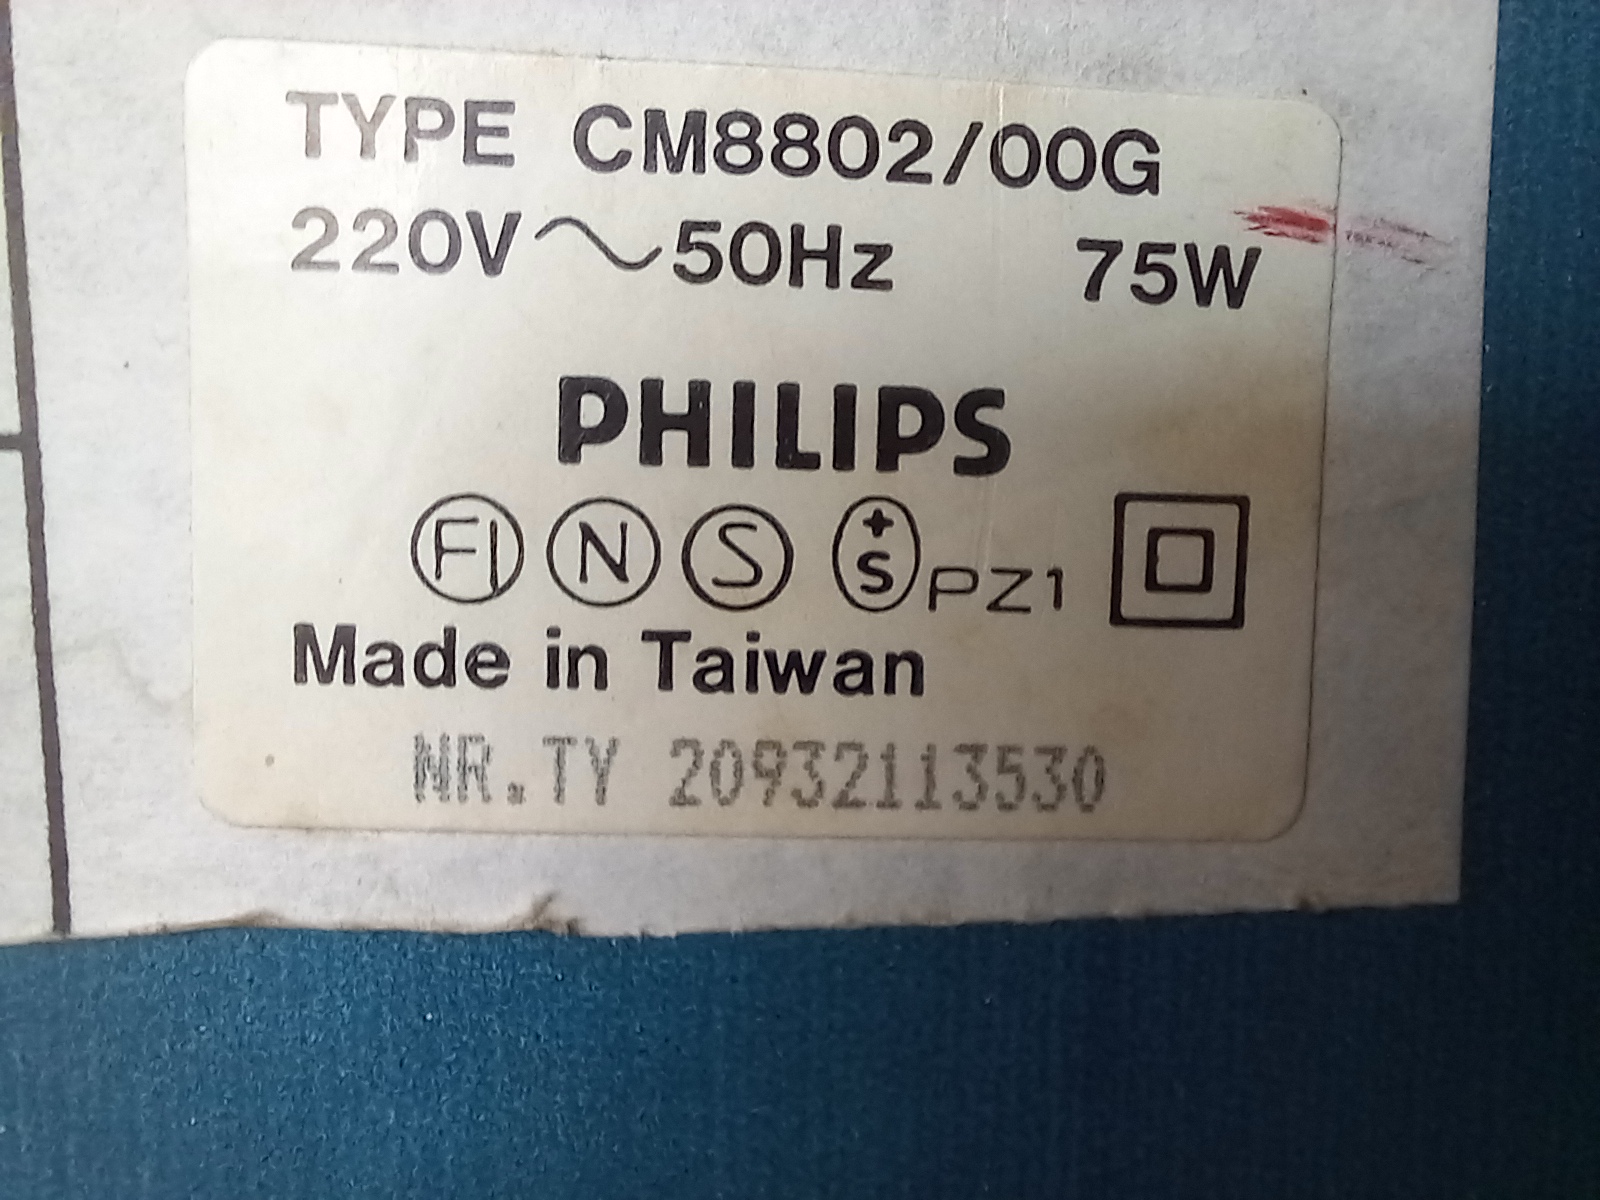 TYPE CM8802/00G
220V ~ 50Hz 75W
PHILIPS
FI N S +S PZ1
Made in Taiwan
NR.TY 20932113530